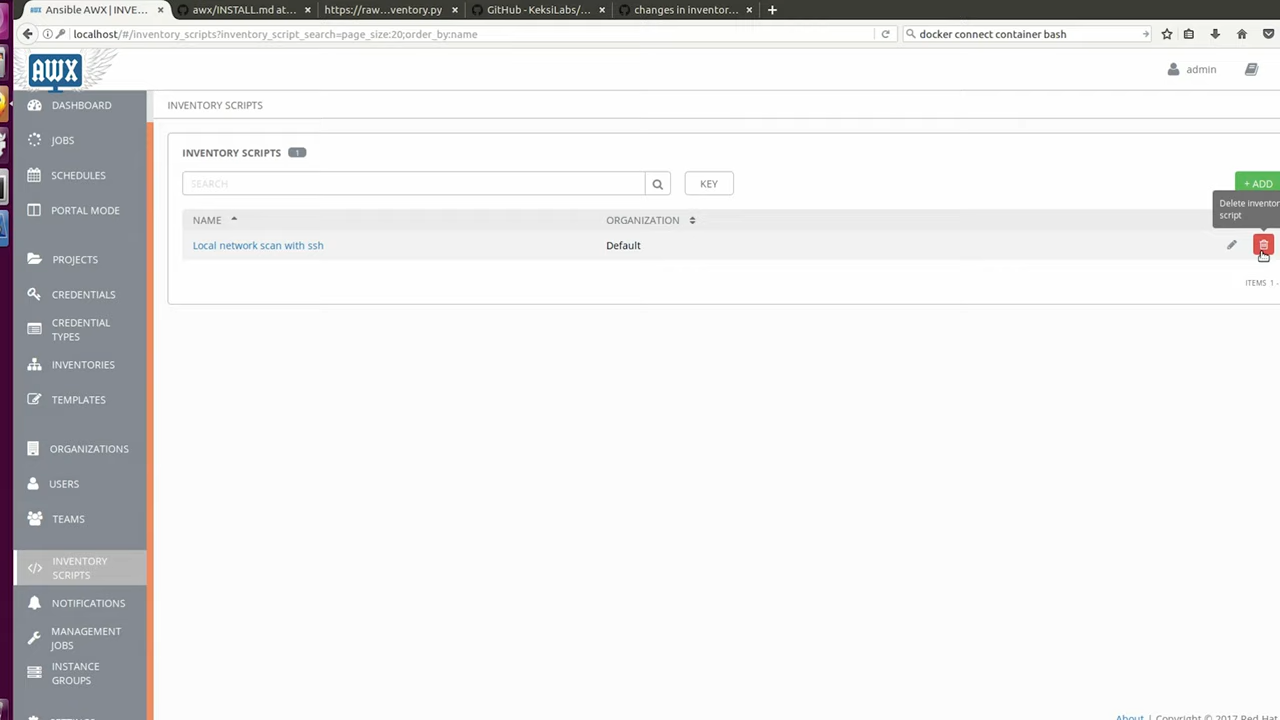 Ansible AWX | INVE...
awx/INSTALL.md at...
https://raw...ventory.py
GitHub - KeksiLabs/...
changes in inventor...
localhost/#/inventory_scripts?inventory_script_search=page_size:20;order_by:name
docker connect container bash
AWX
admin
DASHBOARD
JOBS
SCHEDULES
PORTAL MODE
PROJECTS
CREDENTIALS
CREDENTIAL
TYPES
INVENTORIES
TEMPLATES
ORGANIZATIONS
USERS
TEAMS
INVENTORY
SCRIPTS
NOTIFICATIONS
MANAGEMENT
JOBS
INSTANCE
GROUPS
INVENTORY SCRIPTS
INVENTORY SCRIPTS 1
SEARCH
KEY
+ ADD
Delete inventor
script
NAME
ORGANIZATION
Local network scan with ssh
Default
ITEMS 1 -
About | Copyright © 2017 Red Hat